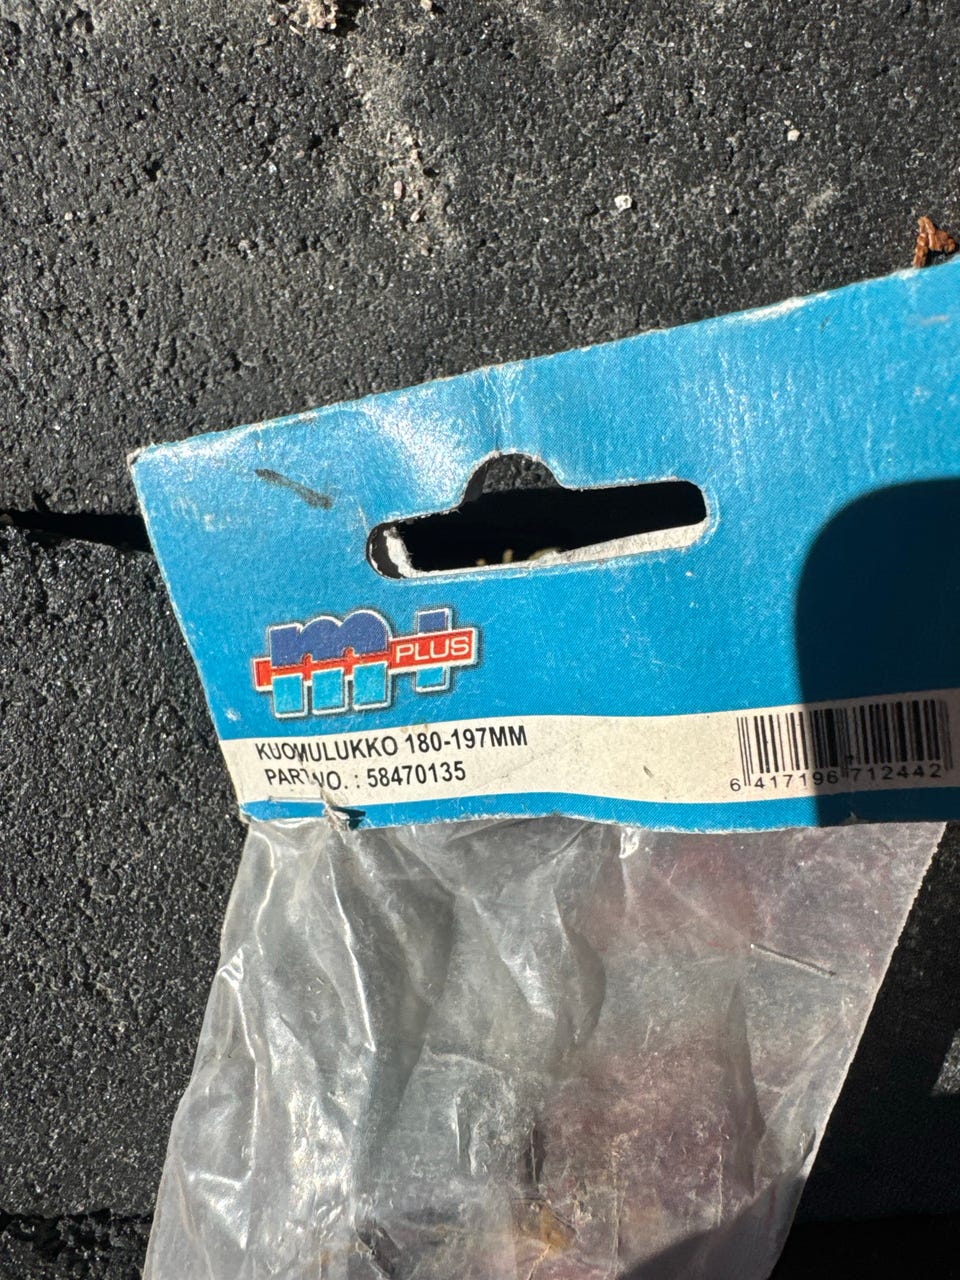 m+ PLUS
KUOMULUKKO 180-197MM
PART NO. : 58470135
6 417196 712442